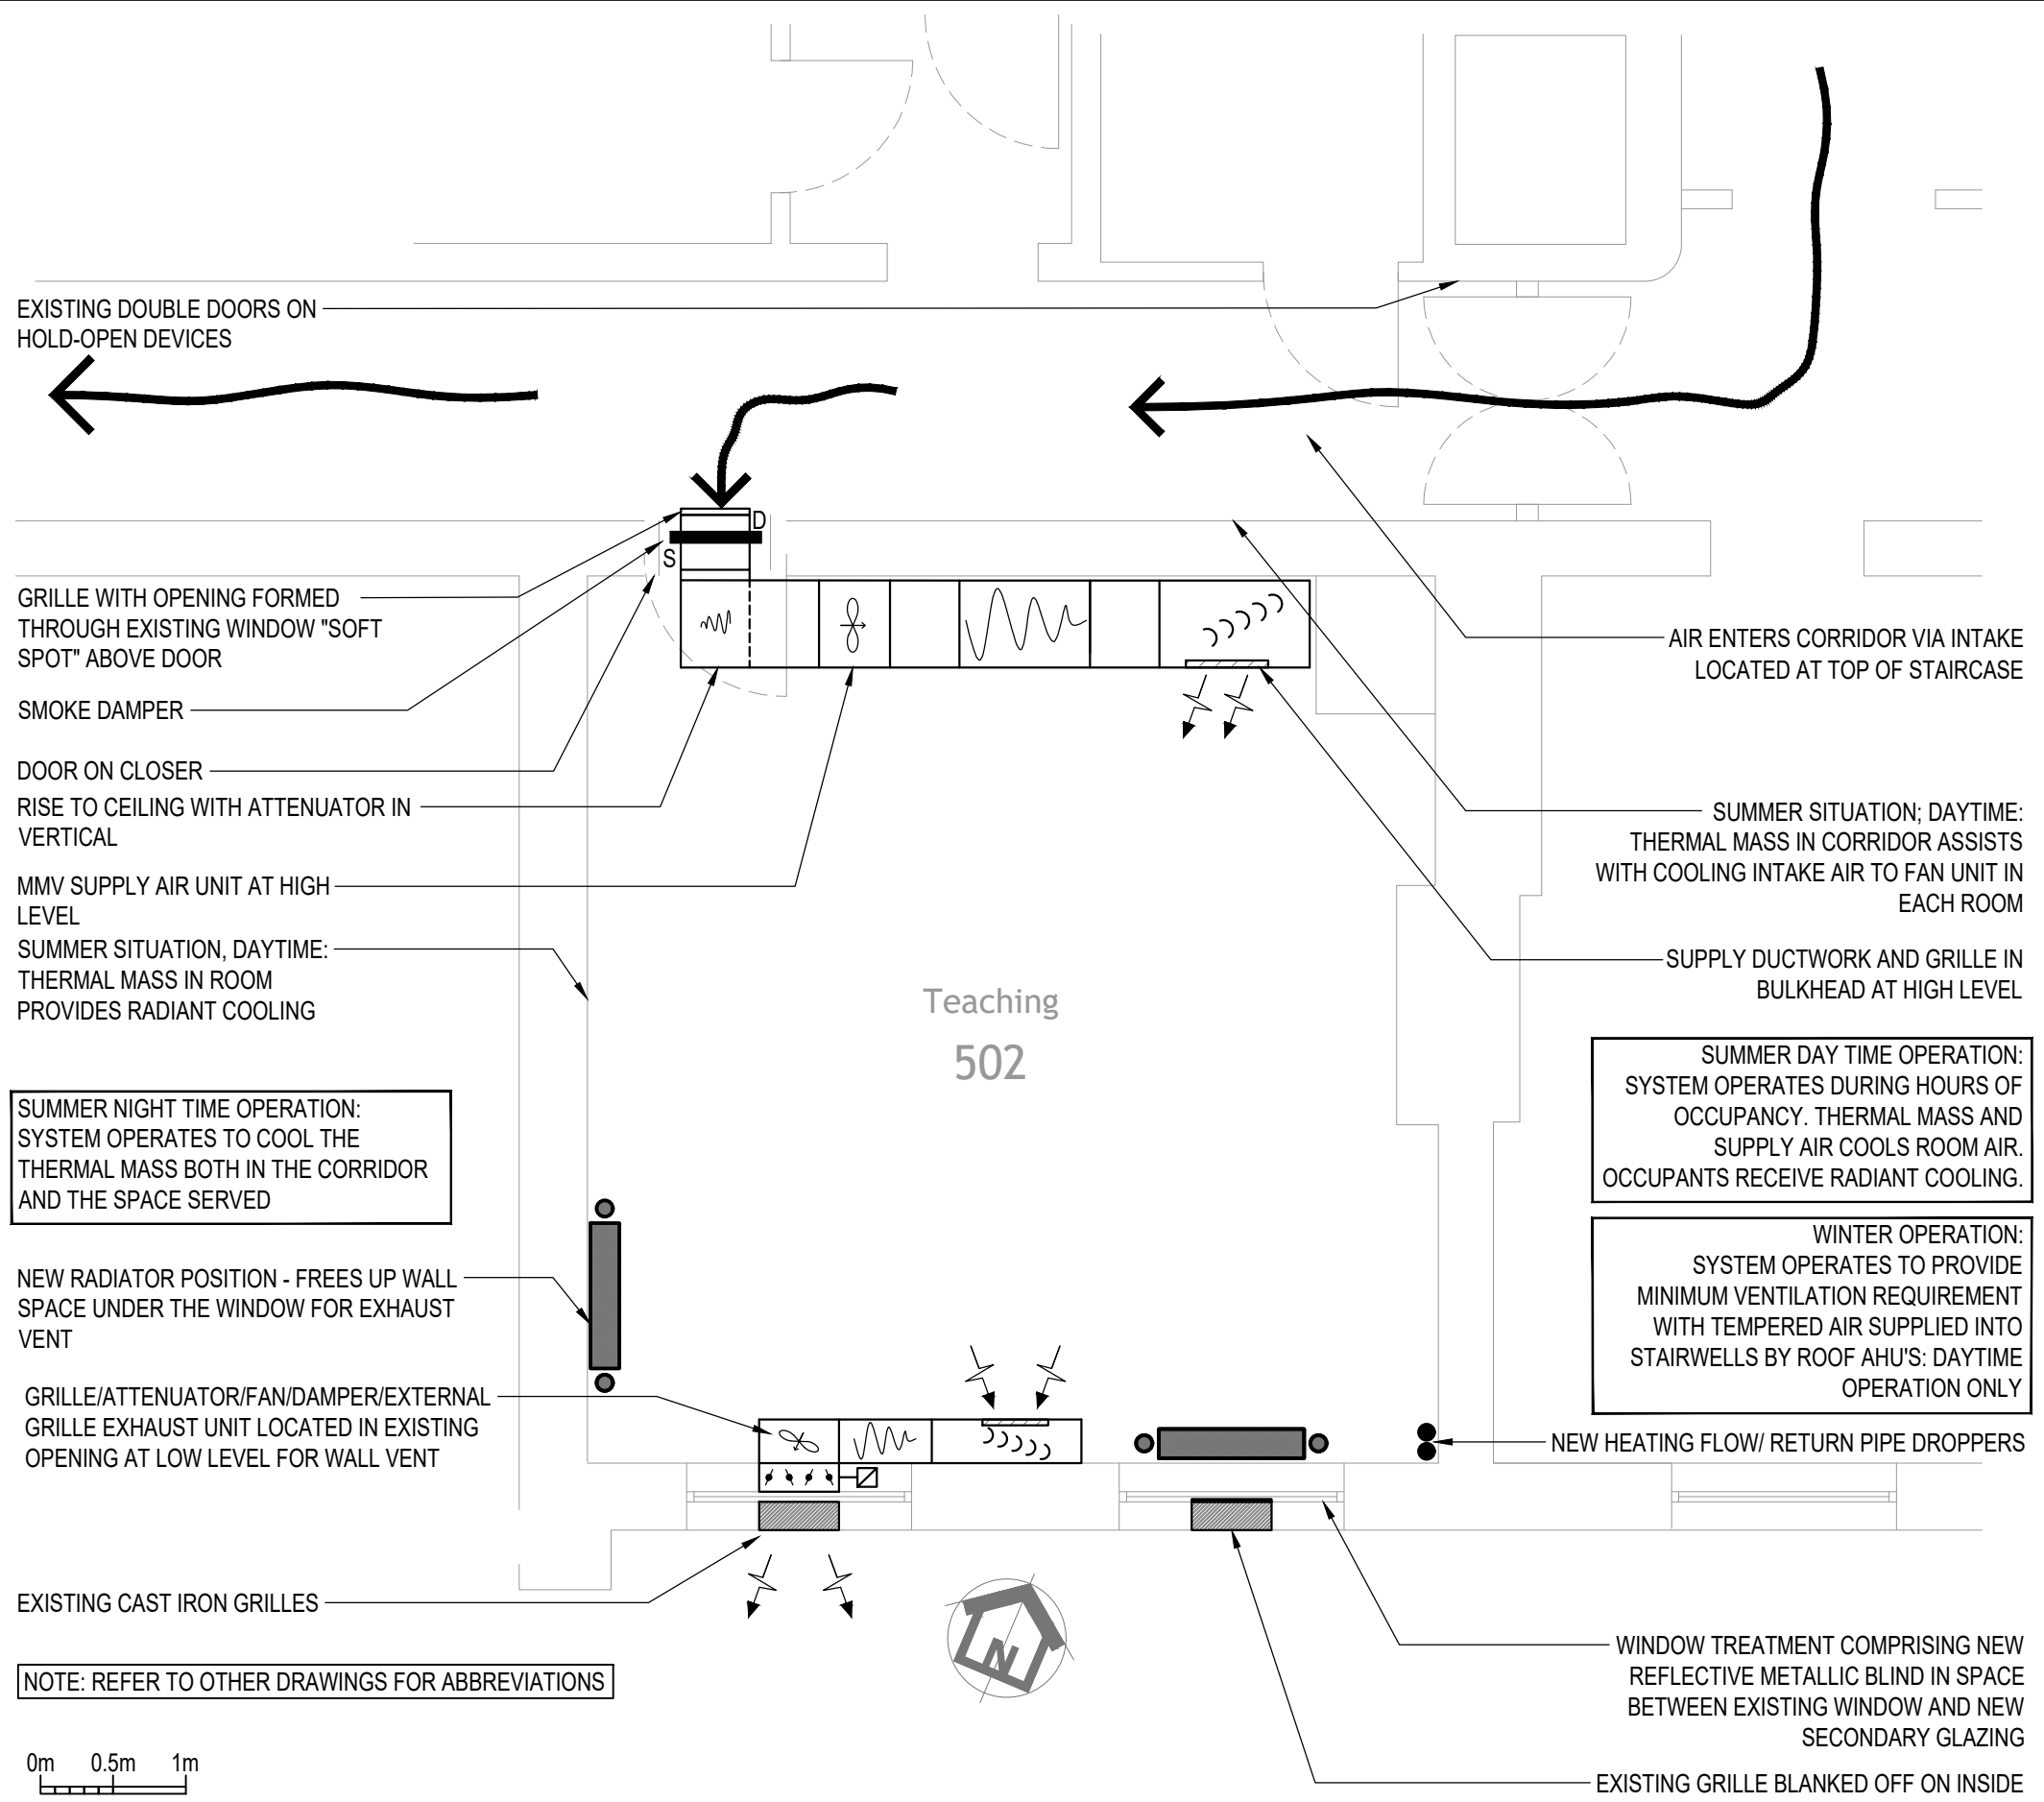 EXISTING DOUBLE DOORS ON
HOLD-OPEN DEVICES
D
S
GRILLE WITH OPENING FORMED
THROUGH EXISTING WINDOW "SOFT
SPOT" ABOVE DOOR
SMOKE DAMPER
DOOR ON CLOSER
RISE TO CEILING WITH ATTENUATOR IN
VERTICAL
MMV SUPPLY AIR UNIT AT HIGH
LEVEL
SUMMER SITUATION, DAYTIME:
THERMAL MASS IN ROOM
PROVIDES RADIANT COOLING
SUMMER NIGHT TIME OPERATION:
SYSTEM OPERATES TO COOL THE
THERMAL MASS BOTH IN THE CORRIDOR
AND THE SPACE SERVED
NEW RADIATOR POSITION - FREES UP WALL
SPACE UNDER THE WINDOW FOR EXHAUST
VENT
GRILLE/ATTENUATOR/FAN/DAMPER/EXTERNAL
GRILLE EXHAUST UNIT LOCATED IN EXISTING
OPENING AT LOW LEVEL FOR WALL VENT
EXISTING CAST IRON GRILLES
NOTE: REFER TO OTHER DRAWINGS FOR ABBREVIATIONS
0m 0.5m 1m
Teaching
502
N
AIR ENTERS CORRIDOR VIA INTAKE
LOCATED AT TOP OF STAIRCASE
SUMMER SITUATION; DAYTIME:
THERMAL MASS IN CORRIDOR ASSISTS
WITH COOLING INTAKE AIR TO FAN UNIT IN
EACH ROOM
SUPPLY DUCTWORK AND GRILLE IN
BULKHEAD AT HIGH LEVEL
SUMMER DAY TIME OPERATION:
SYSTEM OPERATES DURING HOURS OF
OCCUPANCY. THERMAL MASS AND
SUPPLY AIR COOLS ROOM AIR.
OCCUPANTS RECEIVE RADIANT COOLING.
WINTER OPERATION:
SYSTEM OPERATES TO PROVIDE
MINIMUM VENTILATION REQUIREMENT
WITH TEMPERED AIR SUPPLIED INTO
STAIRWELLS BY ROOF AHU'S: DAYTIME
OPERATION ONLY
NEW HEATING FLOW/ RETURN PIPE DROPPERS
WINDOW TREATMENT COMPRISING NEW
REFLECTIVE METALLIC BLIND IN SPACE
BETWEEN EXISTING WINDOW AND NEW
SECONDARY GLAZING
EXISTING GRILLE BLANKED OFF ON INSIDE